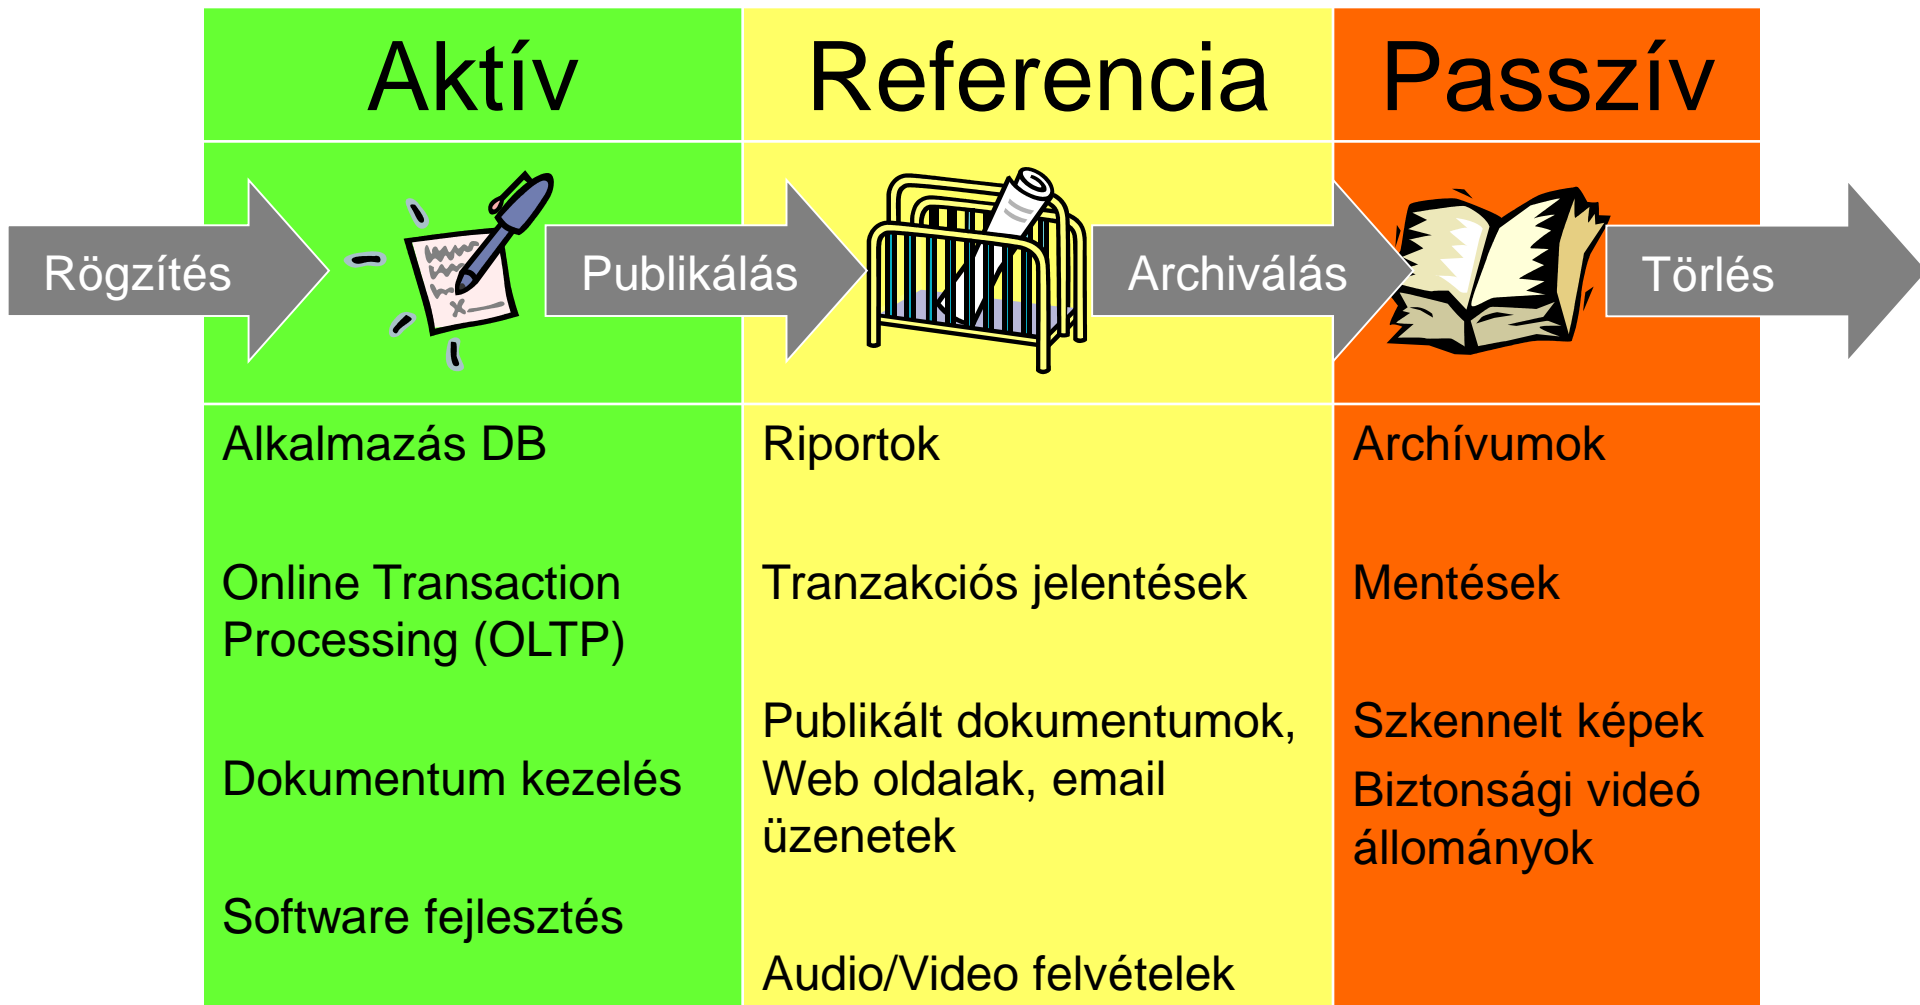 Aktív
Referencia
Passzív
Rögzítés
Publikálás
Archiválás
Törlés
Alkalmazás DB
Online Transaction
Processing (OLTP)
Dokumentum kezelés
Software fejlesztés
Riportok
Tranzakciós jelentések
Publikált dokumentumok,
Web oldalak, email
üzenetek
Audio/Video felvételek
Archívumok
Mentések
Szkennelt képek
Biztonsági videó
állományok